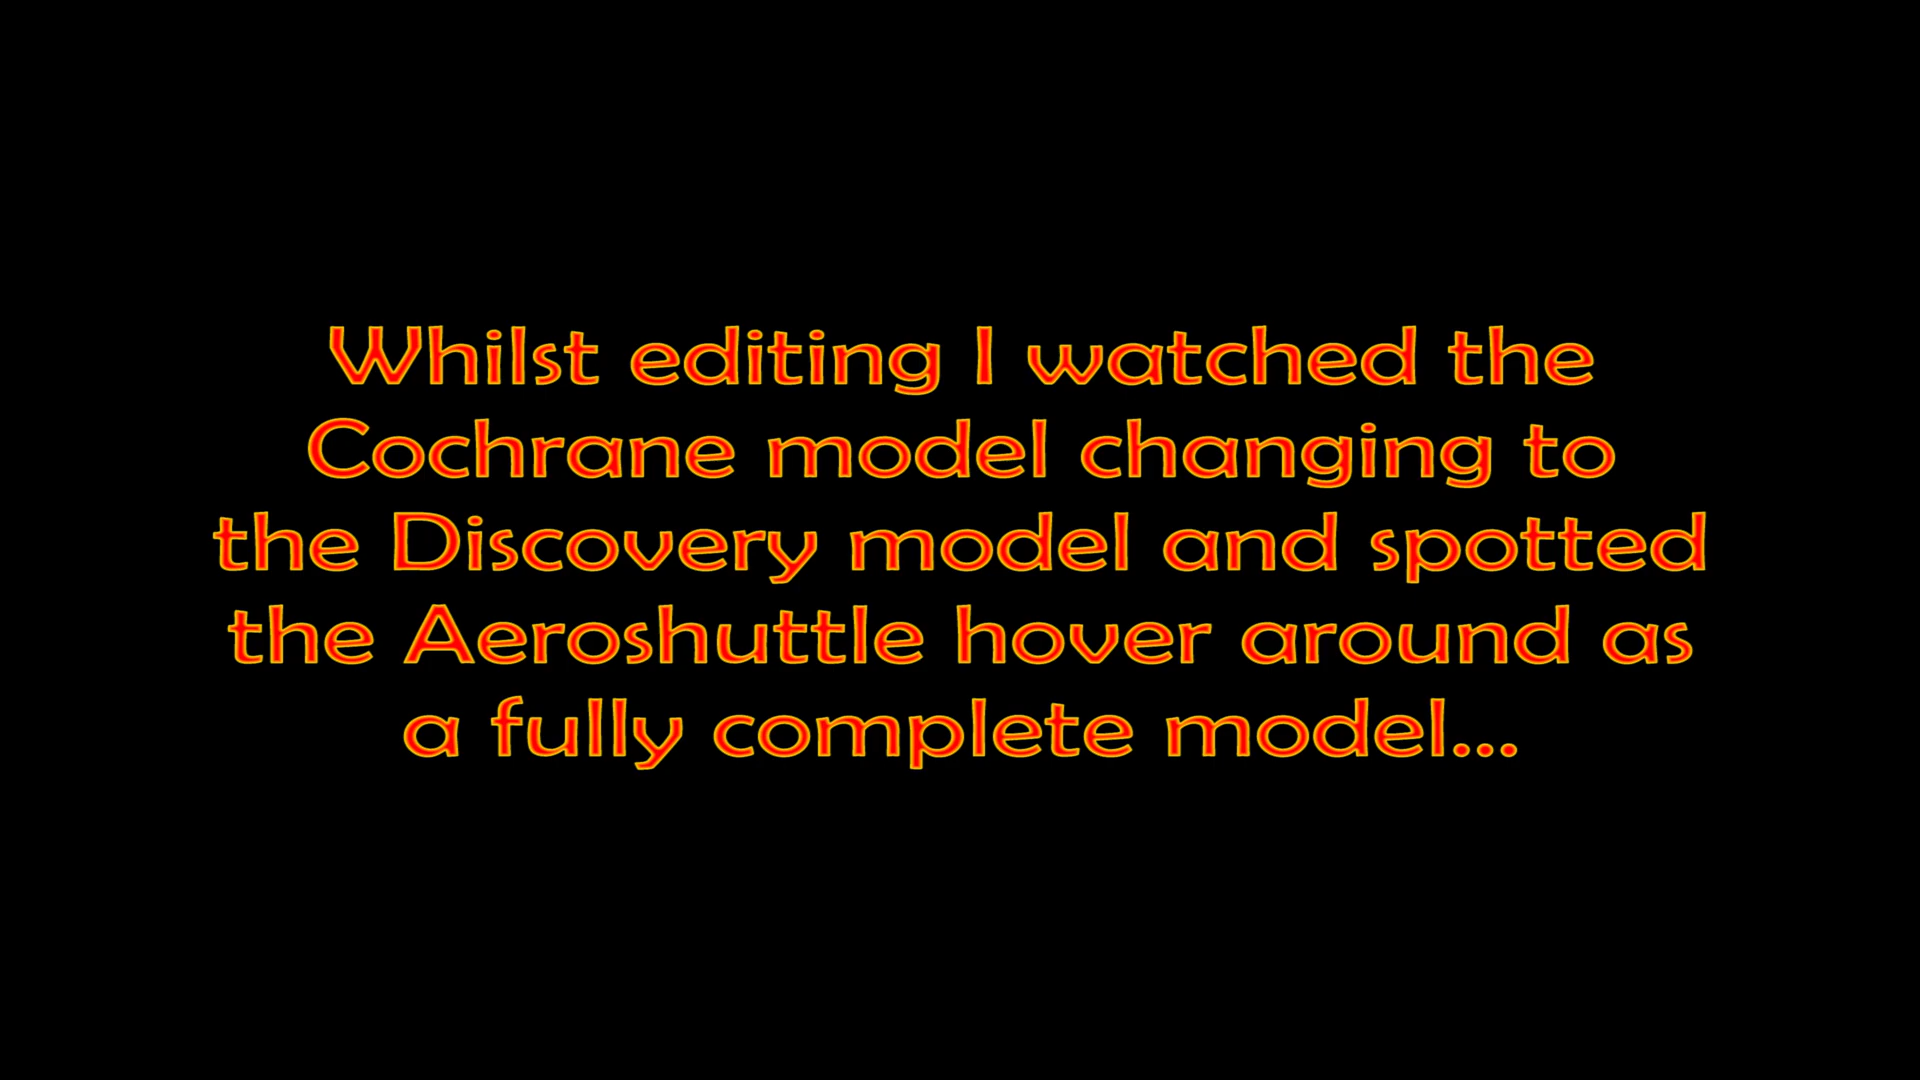 Whilst editing I watched the
Cochrane model changing to
the Discovery model and spotted
the Aeroshuttle hover around as
a fully complete model...